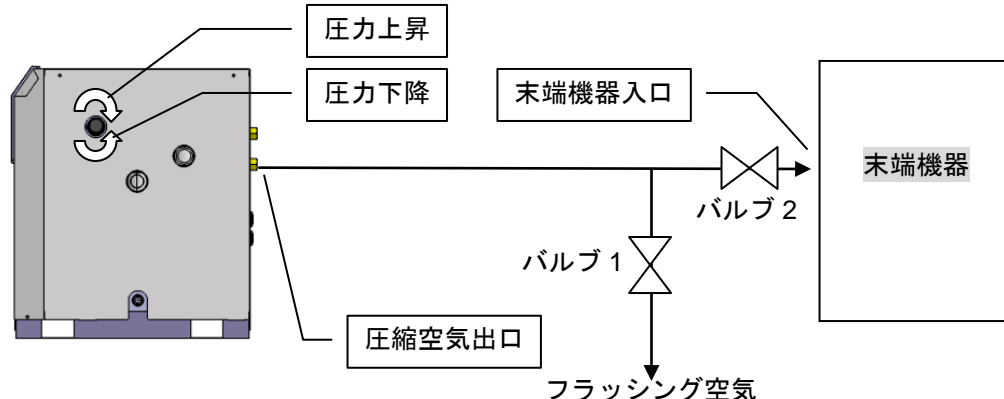 圧力上昇
圧力下降
末端機器入口
末端機器
バルブ 2
バルブ 1
圧縮空気出口
フラッシング空気